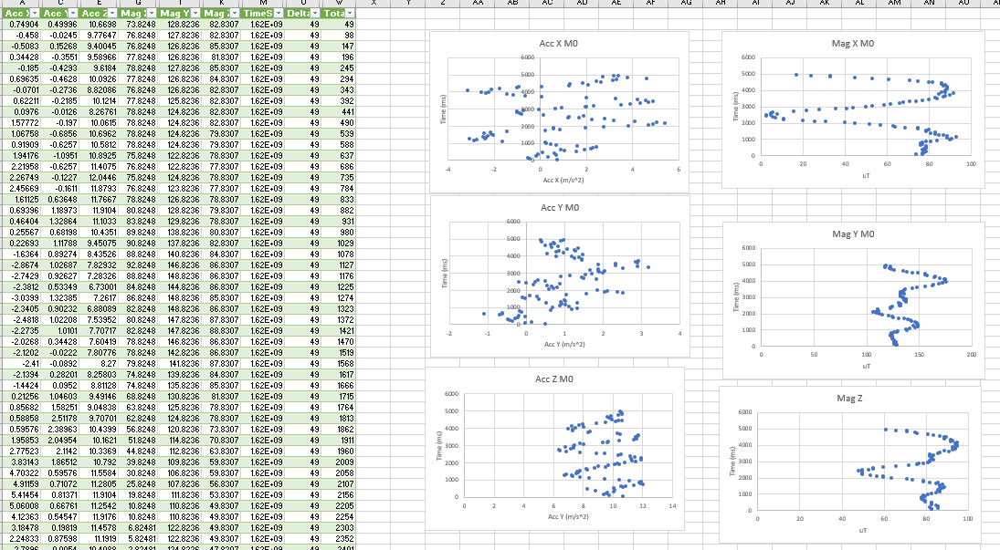 X Y Z AA AB AC AD AE AF AG AH AI AJ AK AL AM AN
Acc Acc Acc Z Mag Mag Y Mag TimeS Delta Tota
0.74904 0.49996 10.6698 73.8248 128.8236 82.8307 1.62E+09 49 49
-0.458 -0.0245 9.77647 76.8248 127.8236 82.8307 1.62E+09 49 98
-0.5083 0.15268 9.40045 76.8248 126.8236 85.8307 1.62E+09 49 147
0.34428 -0.3551 9.58966 77.8248 126.8236 81.8307 1.62E+09 49 196
-0.185 -0.4293 9.6184 78.8248 127.8236 85.8307 1.62E+09 49 245
0.69635 -0.4628 10.0926 77.8248 126.8236 82.8307 1.62E+09 49 294
-0.0701 -0.2736 8.82086 76.8248 126.8236 82.8307 1.62E+09 49 343
0.62211 -0.2185 10.1214 77.8248 125.8236 82.8307 1.62E+09 49 392
0.0976 -0.0126 8.26761 78.8248 124.8236 82.8307 1.62E+09 49 441
1.57772 -0.197 10.0615 78.8248 124.8236 82.8307 1.62E+09 49 490
1.06758 -0.6856 10.6962 78.8248 124.8236 79.8307 1.62E+09 49 539
0.91909 -0.6257 10.5812 78.8248 124.8236 79.8307 1.62E+09 49 588
1.94176 -1.0951 10.8925 75.8248 122.8236 77.8307 1.62E+09 49 637
2.21958 -0.6257 11.4075 76.8248 122.8236 77.8307 1.62E+09 49 686
2.26749 -0.1227 12.0446 75.8248 124.8236 78.8307 1.62E+09 49 735
2.45669 -0.1611 11.8793 76.8248 123.8236 77.8307 1.62E+09 49 784
1.61125 0.63648 11.7667 78.8248 126.8236 78.8307 1.62E+09 49 833
0.69396 1.18973 11.9104 80.8248 128.8236 79.8307 1.62E+09 49 882
0.46404 1.32864 11.1033 83.8248 129.8236 78.8307 1.62E+09 49 931
0.25567 0.68198 10.4351 89.8248 138.8236 80.8307 1.62E+09 49 980
0.22693 1.11788 9.45075 90.8248 137.8236 82.8307 1.62E+09 49 1029
-1.6364 0.89274 8.43526 88.8248 140.8236 84.8307 1.62E+09 49 1078
-2.8674 1.02687 7.82932 92.8248 146.8236 86.8307 1.62E+09 49 1127
-2.7429 0.92627 7.28326 88.8248 148.8236 86.8307 1.62E+09 49 1176
-2.3812 0.53349 6.73001 84.8248 144.8236 86.8307 1.62E+09 49 1225
-3.0399 1.32385 7.2617 86.8248 148.8236 85.8307 1.62E+09 49 1274
-2.3405 0.90232 6.88089 82.8248 148.8236 86.8307 1.62E+09 49 1323
-2.4818 1.02208 7.53952 80.8248 147.8236 87.8307 1.62E+09 49 1372
-2.2735 1.0101 7.70717 82.8248 147.8236 88.8307 1.62E+09 49 1421
-2.0268 0.34428 7.60419 78.8248 146.8236 86.8307 1.62E+09 49 1470
-2.1202 -0.0222 7.80776 78.8248 142.8236 86.8307 1.62E+09 49 1519
-2.41 -0.0892 8.27 79.8248 141.8236 87.8307 1.62E+09 49 1568
-2.1394 0.28201 8.25803 74.8248 139.8236 84.8307 1.62E+09 49 1617
-1.4424 0.0952 8.81128 74.8248 135.8236 84.8307 1.62E+09 49 1666
0.21256 1.04603 9.49146 68.8248 130.8236 81.8307 1.62E+09 49 1715
0.85682 1.58251 9.04838 63.8248 125.8236 78.8307 1.62E+09 49 1764
0.58858 2.51178 9.70701 62.8248 124.8236 78.8307 1.62E+09 49 1813
0.59576 2.38963 10.4399 56.8248 120.8236 73.8307 1.62E+09 49 1862
1.95853 2.04954 10.1621 51.8248 114.8236 70.8307 1.62E+09 49 1911
2.77523 2.1142 10.3369 44.8248 112.8236 63.8307 1.62E+09 49 1960
3.83143 1.86512 10.792 39.8248 109.8236 59.8307 1.62E+09 49 2009
4.70322 0.59576 11.5584 30.8248 106.8236 59.8307 1.62E+09 49 2058
4.91159 0.71072 11.2805 25.8248 107.8236 56.8307 1.62E+09 49 2107
5.41454 0.81371 11.9104 19.8248 111.8236 53.8307 1.62E+09 49 2156
5.06008 0.66761 11.2542 10.8248 110.8236 49.8307 1.62E+09 49 2205
4.12363 0.54547 11.9176 10.8248 110.8236 49.8307 1.62E+09 49 2254
3.18478 0.19819 11.4578 6.82481 122.8236 49.8307 1.62E+09 49 2303
2.24833 0.87598 11.1919 5.82481 122.8236 49.8307 1.62E+09 49 2352
Acc X M0
6000
5000
4000
3000
2000
1000
0
-4 -2 0 2 4 6
Time (ms)
Acc X (m/s^2)
Mag X M0
6000
5000
4000
3000
2000
1000
0
0 20 40 60 80 100
Time (ms)
uT
Acc Y M0
6000
5000
4000
3000
2000
1000
0
-2 -1 0 1 2 3 4
Time (ms)
Acc Y (m/s^2)
Mag Y M0
6000
5000
4000
3000
2000
1000
0
0 50 100 150 200
Time (ms)
uT
Acc Z M0
6000
5000
4000
3000
2000
1000
0
0 2 4 6 8 10 12 14
Time (ms)
Acc Y (m/s^2)
Mag Z
6000
5000
4000
3000
2000
1000
0
0 20 40 60 80 100
Time (ms)
uT